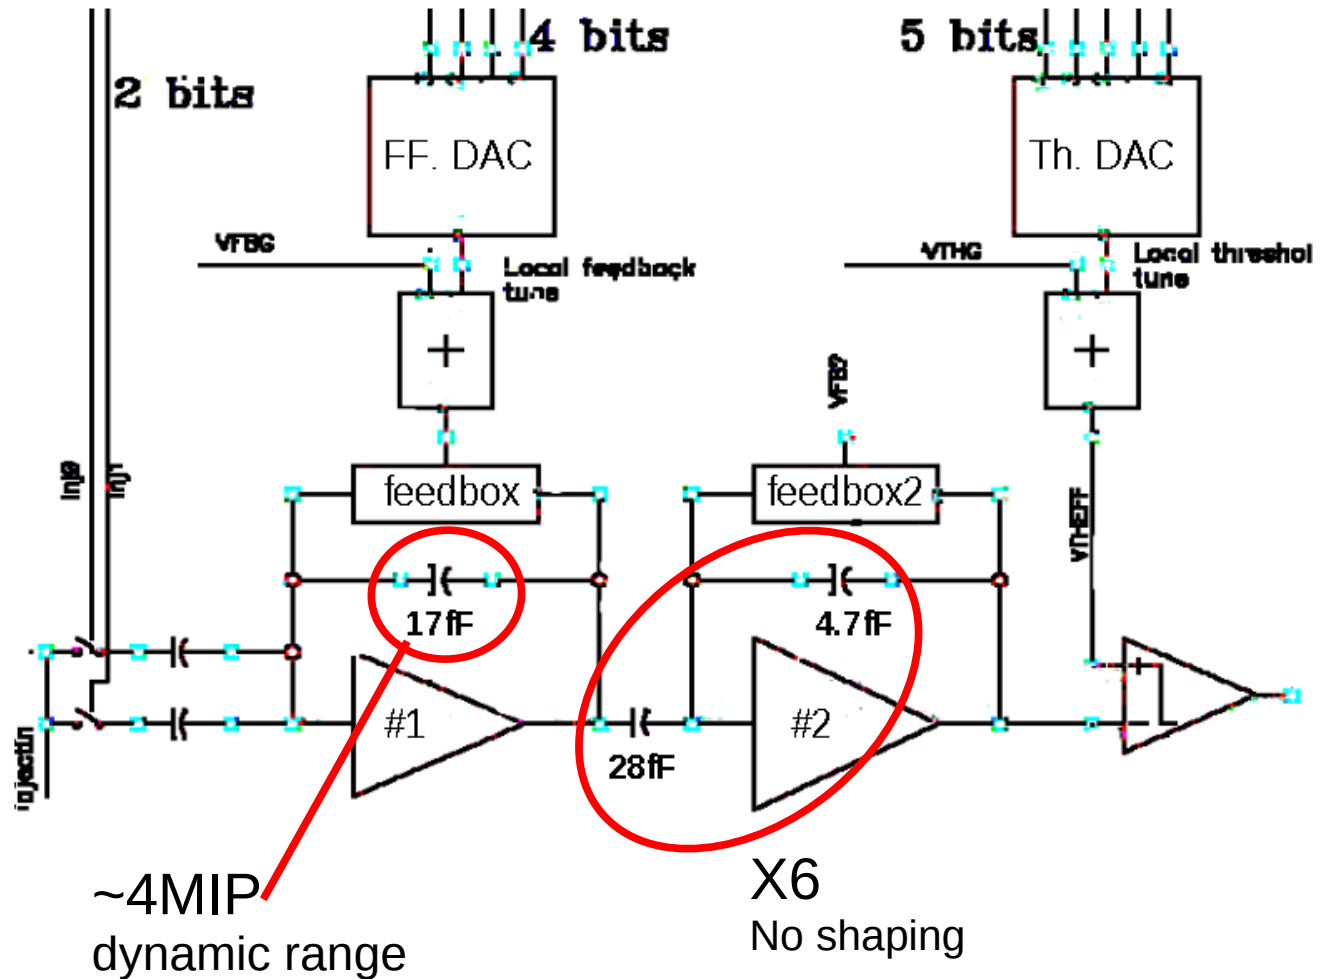 4 bits
5 bits
2 bits
FF. DAC
Th. DAC
VFBG
Local feedback
tune
VTHG
Local threshol
tune
+
+
VFB2
Inj0
Inj1
feedbox
feedbox2
VTHEFF
17fF
4.7fF
#1
#2
28fF
~4MIP
dynamic range
X6
No shaping